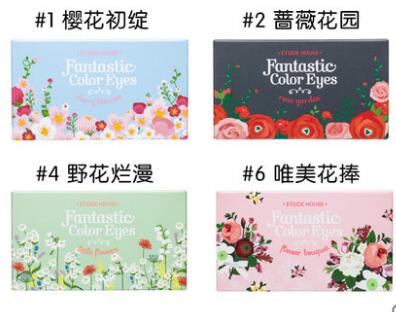 #1 樱花初绽
#2 蔷薇花园
ETUDE HOUSE
Fantastic
Color Eyes
cherry blossom
ETUDE HOUSE
Fantastic
Color Eyes
rose garden
#4 野花烂漫
#6 唯美花捧
ETUDE HOUSE
Fantastic
Color Eyes
little flowers
ETUDE HOUSE
Fantastic
Color Eyes
flower bouquet